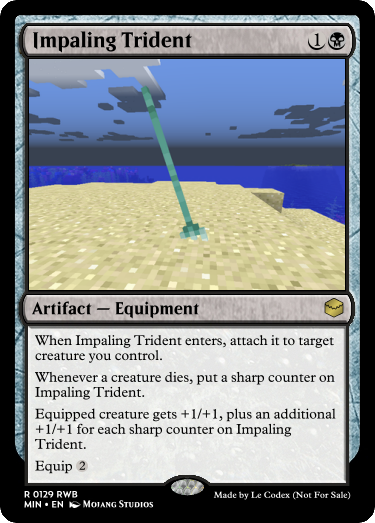 Impaling Trident 1
Artifact — Equipment
When Impaling Trident enters, attach it to target
creature you control.
Whenever a creature dies, put a sharp counter on
Impaling Trident.
Equipped creature gets +1/+1, plus an additional
+1/+1 for each sharp counter on Impaling
Trident.
Equip 2
R 0129 RWB
MIN • EN Mojang Studios
Made by Le Codex (Not For Sale)